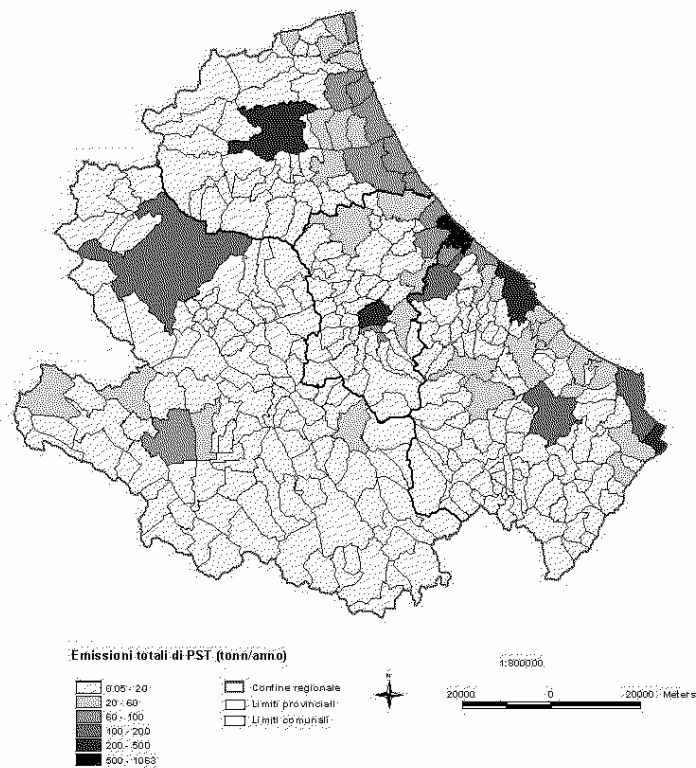 Emissioni totali di PST (tonn/anno)
0.05 - 20
20 - 60
60 - 100
100 - 200
200 - 500
500 - 1063
Confine regionale
Limiti provinciali
Limiti comunali
N
1:800000
20000 0 20000 Meters